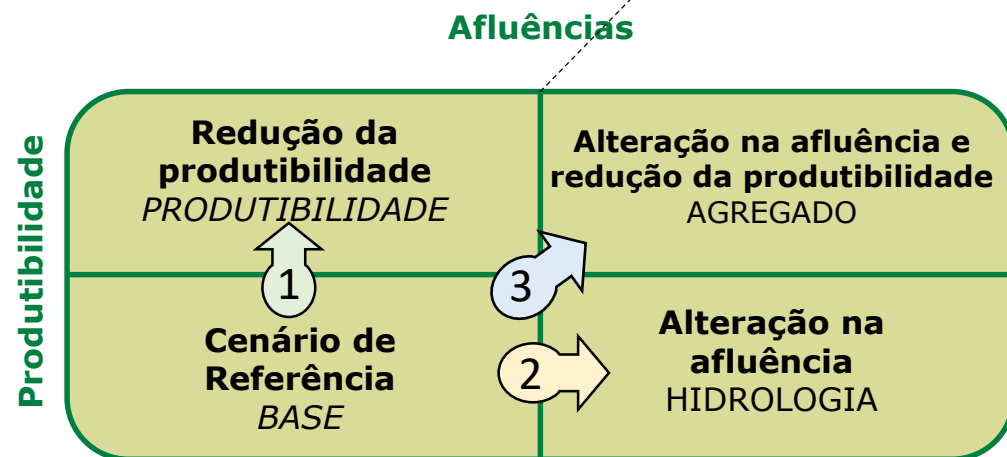 Afluências
Produtibilidade
Redução da
produtibilidade
PRODUTIBILIDADE
Alteração na afluência e
redução da produtibilidade
AGREGADO
1
3
Cenário de
Referência
BASE
2
Alteração na
afluência
HIDROLOGIA